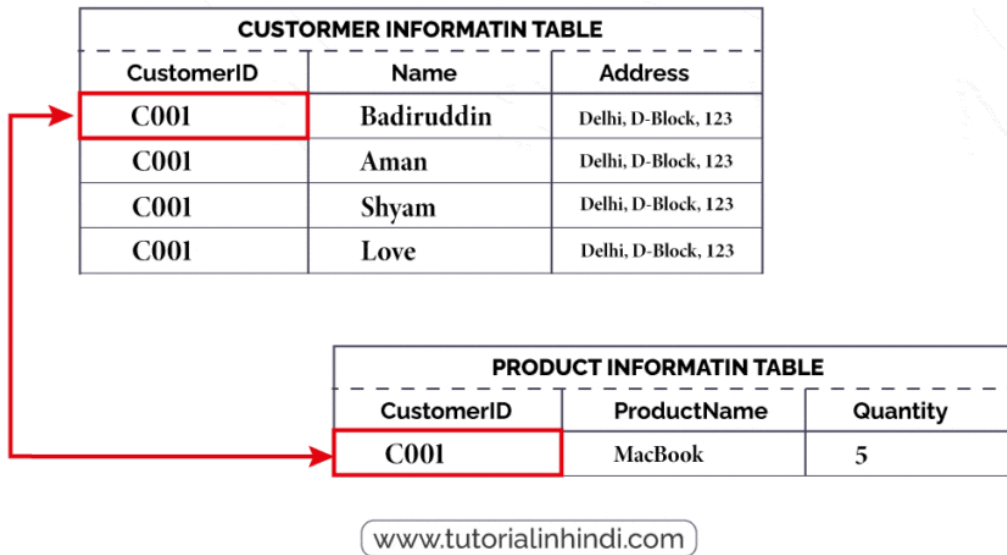 CUSTORMER INFORMATIN TABLE
CustomerID Name Address
C001 Badiruddin Delhi, D-Block, 123
C001 Aman Delhi, D-Block, 123
C001 Shyam Delhi, D-Block, 123
C001 Love Delhi, D-Block, 123
PRODUCT INFORMATIN TABLE
CustomerID ProductName Quantity
C001 MacBook 5
www.tutorialinhindi.com